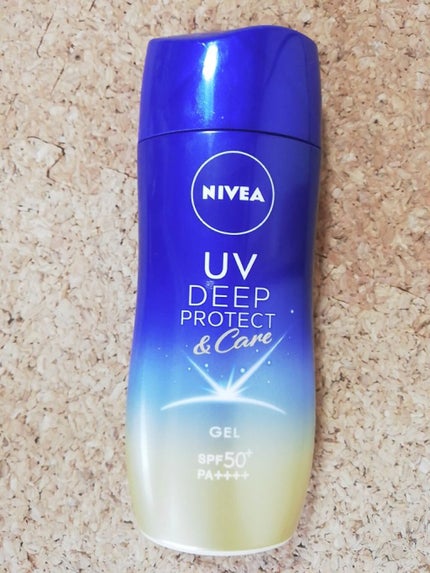 NIVEA
UV
DEEP
PROTECT
& Care
GEL
SPF50+
PA++++